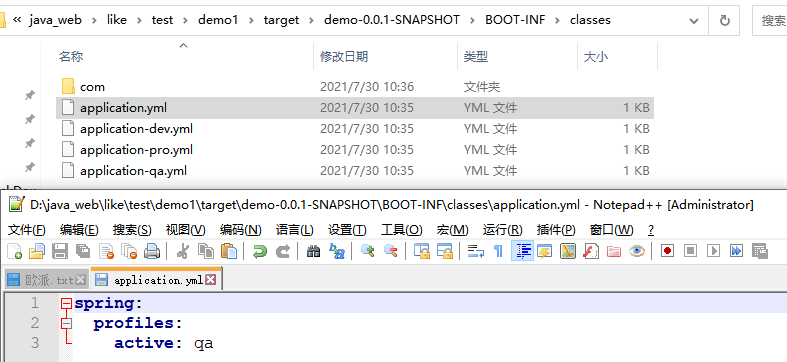 « java_web > like > test > demo1 > target > demo-0.0.1-SNAPSHOT > BOOT-INF > classes 搜索
名称 修改日期 类型 大小
com 2021/7/30 10:36 文件夹
application.yml 2021/7/30 10:35 YML 文件 1 KB
application-dev.yml 2021/7/30 10:35 YML 文件 1 KB
application-pro.yml 2021/7/30 10:35 YML 文件 1 KB
application-qa.yml 2021/7/30 10:35 YML 文件 1 KB
D:\java_web\like\test\demo1\target\demo-0.0.1-SNAPSHOT\BOOT-INF\classes\application.yml - Notepad++ [Administrator]
文件(F) 编辑(E) 搜索(S) 视图(V) 编码(N) 语言(L) 设置(T) 工具(O) 宏(M) 运行(R) 插件(P) 窗口(W) ?
欧派.txt application.yml
1 spring:
2 profiles:
3 active: qa